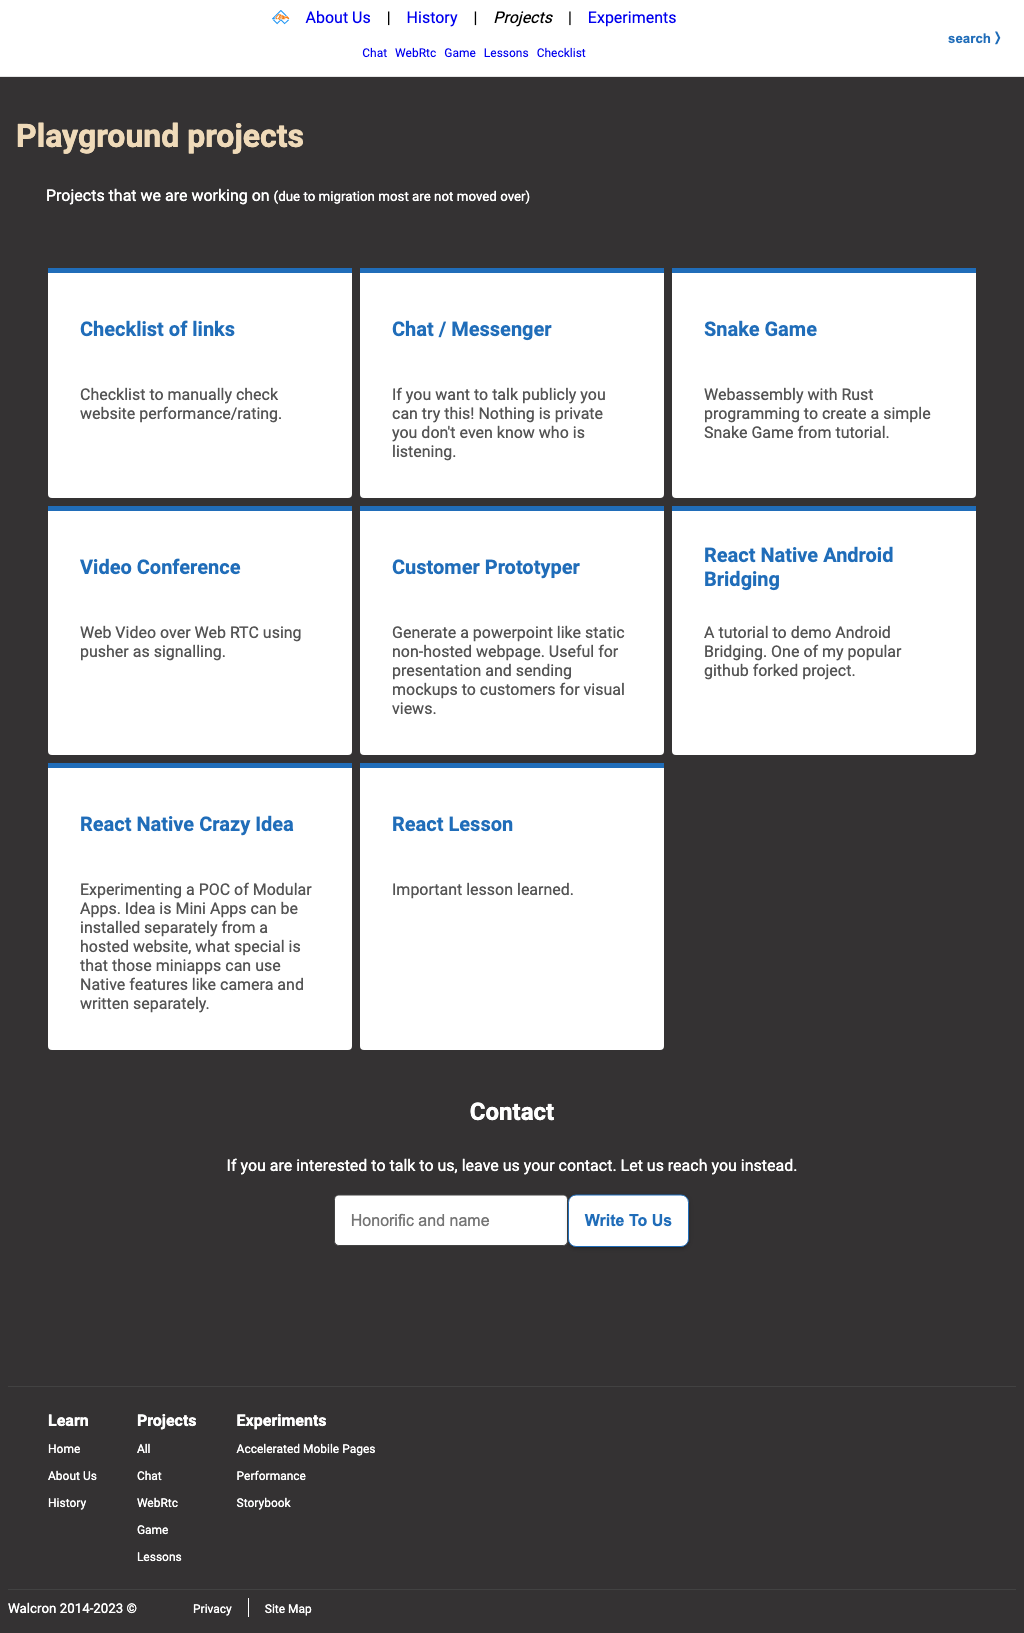 About Us | History | Projects | Experiments
search 〉
Chat WebRtc Game Lessons Checklist
Playground projects
Projects that we are working on (due to migration most are not moved over)
Checklist of links
Checklist to manually check
website performance/rating.
Chat / Messenger
If you want to talk publicly you
can try this! Nothing is private
you don't even know who is
listening.
Snake Game
Webassembly with Rust
programming to create a simple
Snake Game from tutorial.
Video Conference
Web Video over Web RTC using
pusher as signalling.
Customer Prototyper
Generate a powerpoint like static
non-hosted webpage. Useful for
presentation and sending
mockups to customers for visual
views.
React Native Android
Bridging
A tutorial to demo Android
Bridging. One of my popular
github forked project.
React Native Crazy Idea
Experimenting a POC of Modular
Apps. Idea is Mini Apps can be
installed separately from a
hosted website, what special is
that those miniapps can use
Native features like camera and
written separately.
React Lesson
Important lesson learned.
Contact
If you are interested to talk to us, leave us your contact. Let us reach you instead.
Honorific and name
Write To Us
Learn
Home
About Us
History
Projects
All
Chat
WebRtc
Game
Lessons
Experiments
Accelerated Mobile Pages
Performance
Storybook
Walcron 2014-2023 ©
Privacy
Site Map